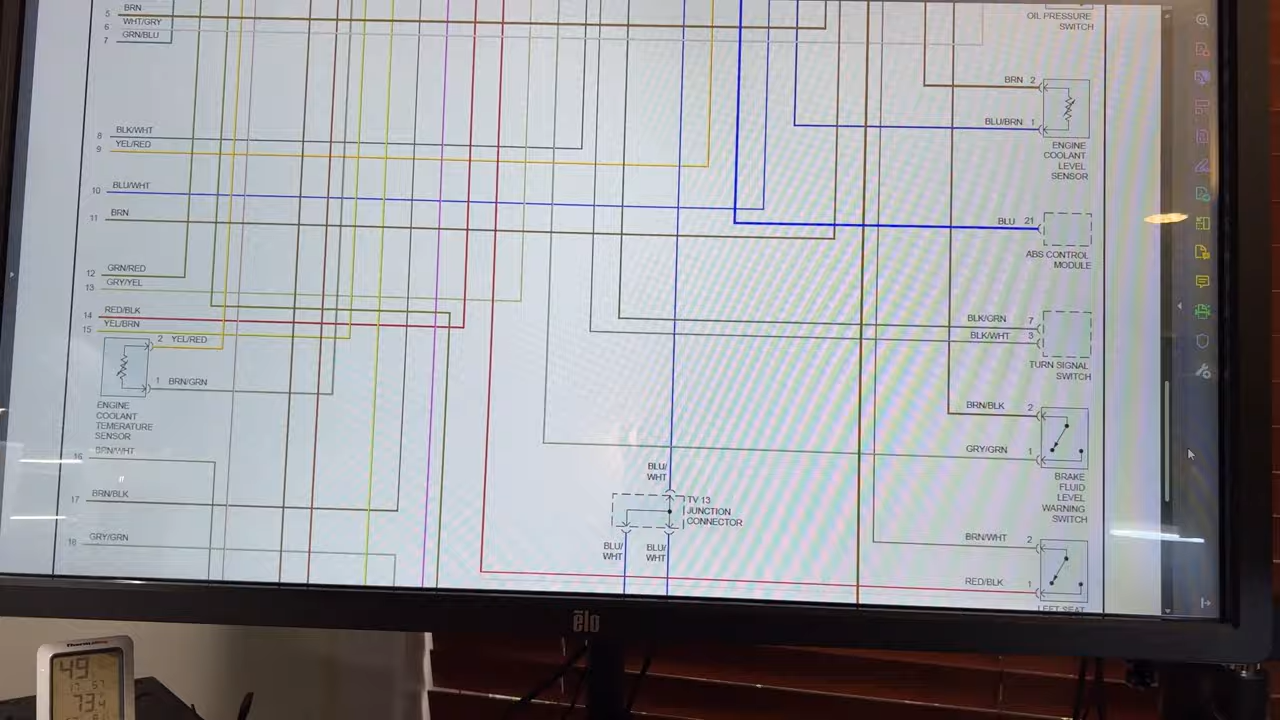 5 BRN
6 WHT/GRY
7 GRN/BLU
OIL PRESSURE
SWITCH
BRN 2
BLU/BRN 1
ENGINE
COOLANT
LEVEL
SENSOR
8 BLK/WHT
9 YEL/RED
10 BLU/WHT
11 BRN
BLU 21
ABS CONTROL
MODULE
12 GRN/RED
13 GRY/YEL
14 RED/BLK
15 YEL/BRN
2 YEL/RED
1 BRN/GRN
ENGINE
COOLANT
TEMERATURE
SENSOR
BLK/GRN 7
BLK/WHT 3
TURN SIGNAL
SWITCH
BRN/BLK 2
GRY/GRN 1
BRAKE
FLUID
LEVEL
WARNING
SWITCH
16 BRN/WHT
17 BRN/BLK
18 GRY/GRN
BLU/
WHT
TV 13
JUNCTION
CONNECTOR
BLU/
WHT
BLU/
WHT
BRN/WHT 2
RED/BLK 1
LEFT SEAT
elo
49
73